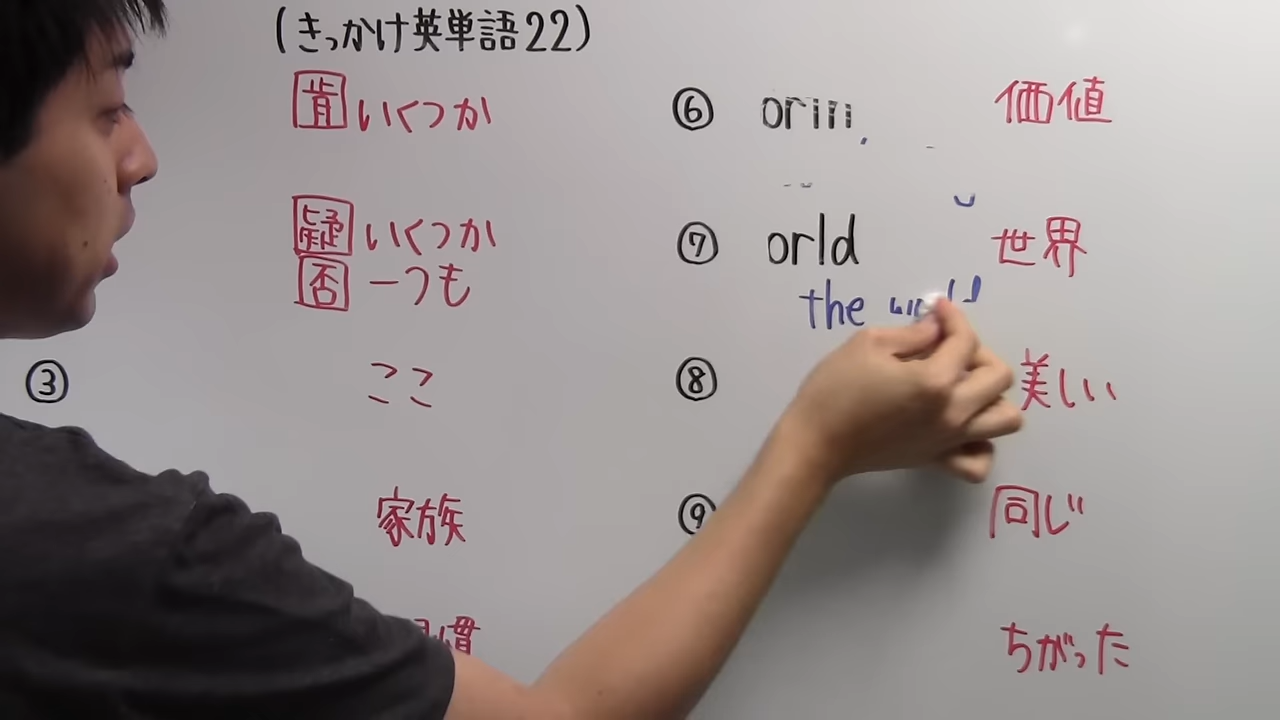 (きっかけ英単語22)
肯 いくつか
疑 いくつか
否 一つも
③ ここ
家族
慣
⑥ 価値
⑦ orld 世界
the
⑧ 美しい
⑨ 同じ
ちがった